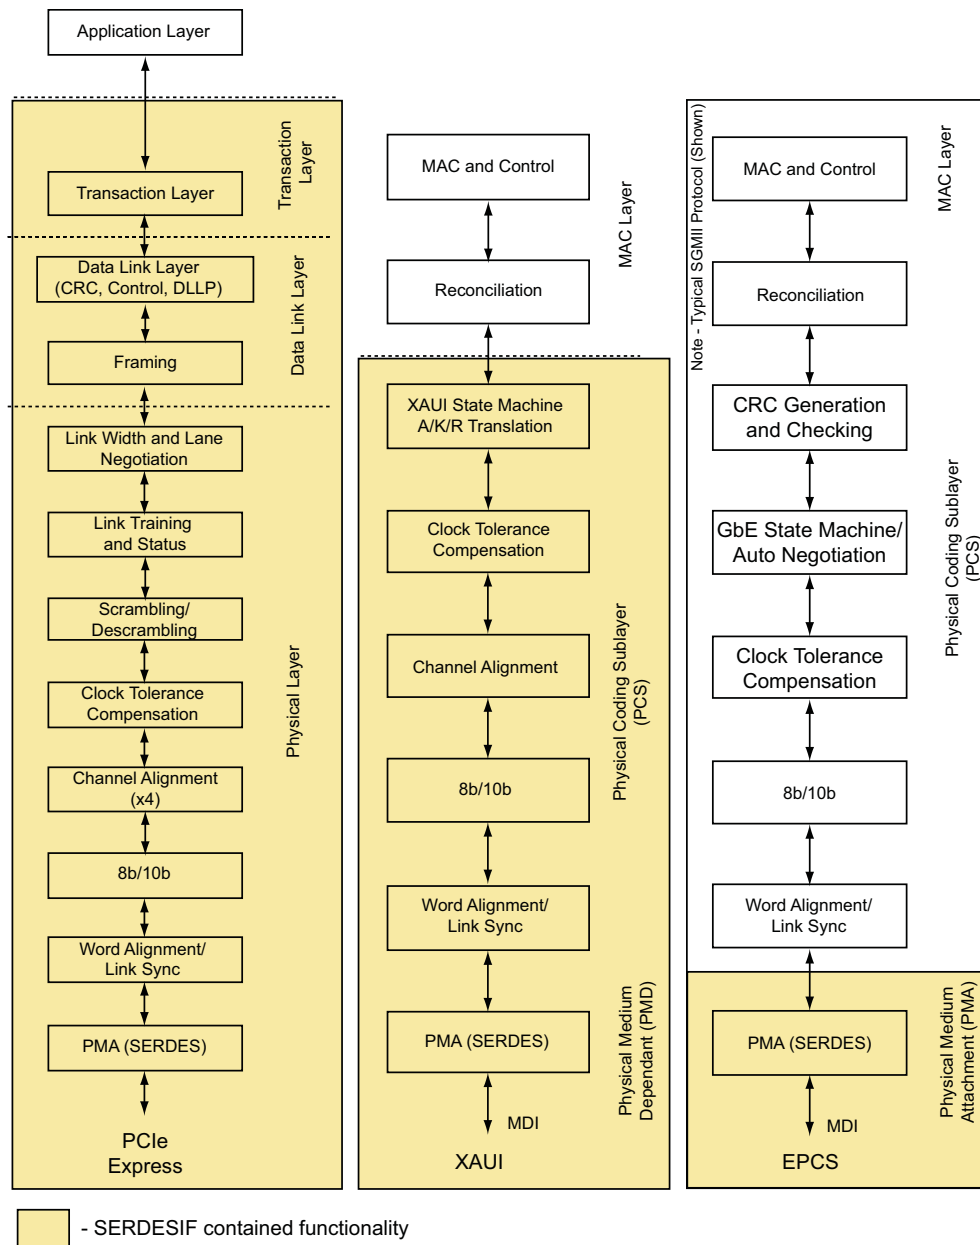 Application Layer
Transaction Layer
Transaction
Layer
Data Link Layer
(CRC, Control, DLLP)
Framing
Data Link Layer
Link Width and Lane
Negotiation
Link Training
and Status
Scrambling/
Descrambling
Clock Tolerance
Compensation
Channel Alignment
(x4)
8b/10b
Word Alignment/
Link Sync
PMA (SERDES)
Physical Layer
PCIe
Express
MAC and Control
Reconciliation
MAC Layer
XAUI State Machine
A/K/R Translation
Clock Tolerance
Compensation
Channel Alignment
8b/10b
Word Alignment/
Link Sync
PMA (SERDES)
Physical Coding Sublayer
(PCS)
Physical Medium
Dependant (PMD)
MDI
XAUI
Note - Typical SGMII Protocol (Shown)
MAC and Control
Reconciliation
MAC Layer
CRC Generation
and Checking
GbE State Machine/
Auto Negotiation
Clock Tolerance
Compensation
8b/10b
Word Alignment/
Link Sync
Physical Coding Sublayer
(PCS)
PMA (SERDES)
Physical Medium
Attachment (PMA)
MDI
EPCS
- SERDESIF contained functionality